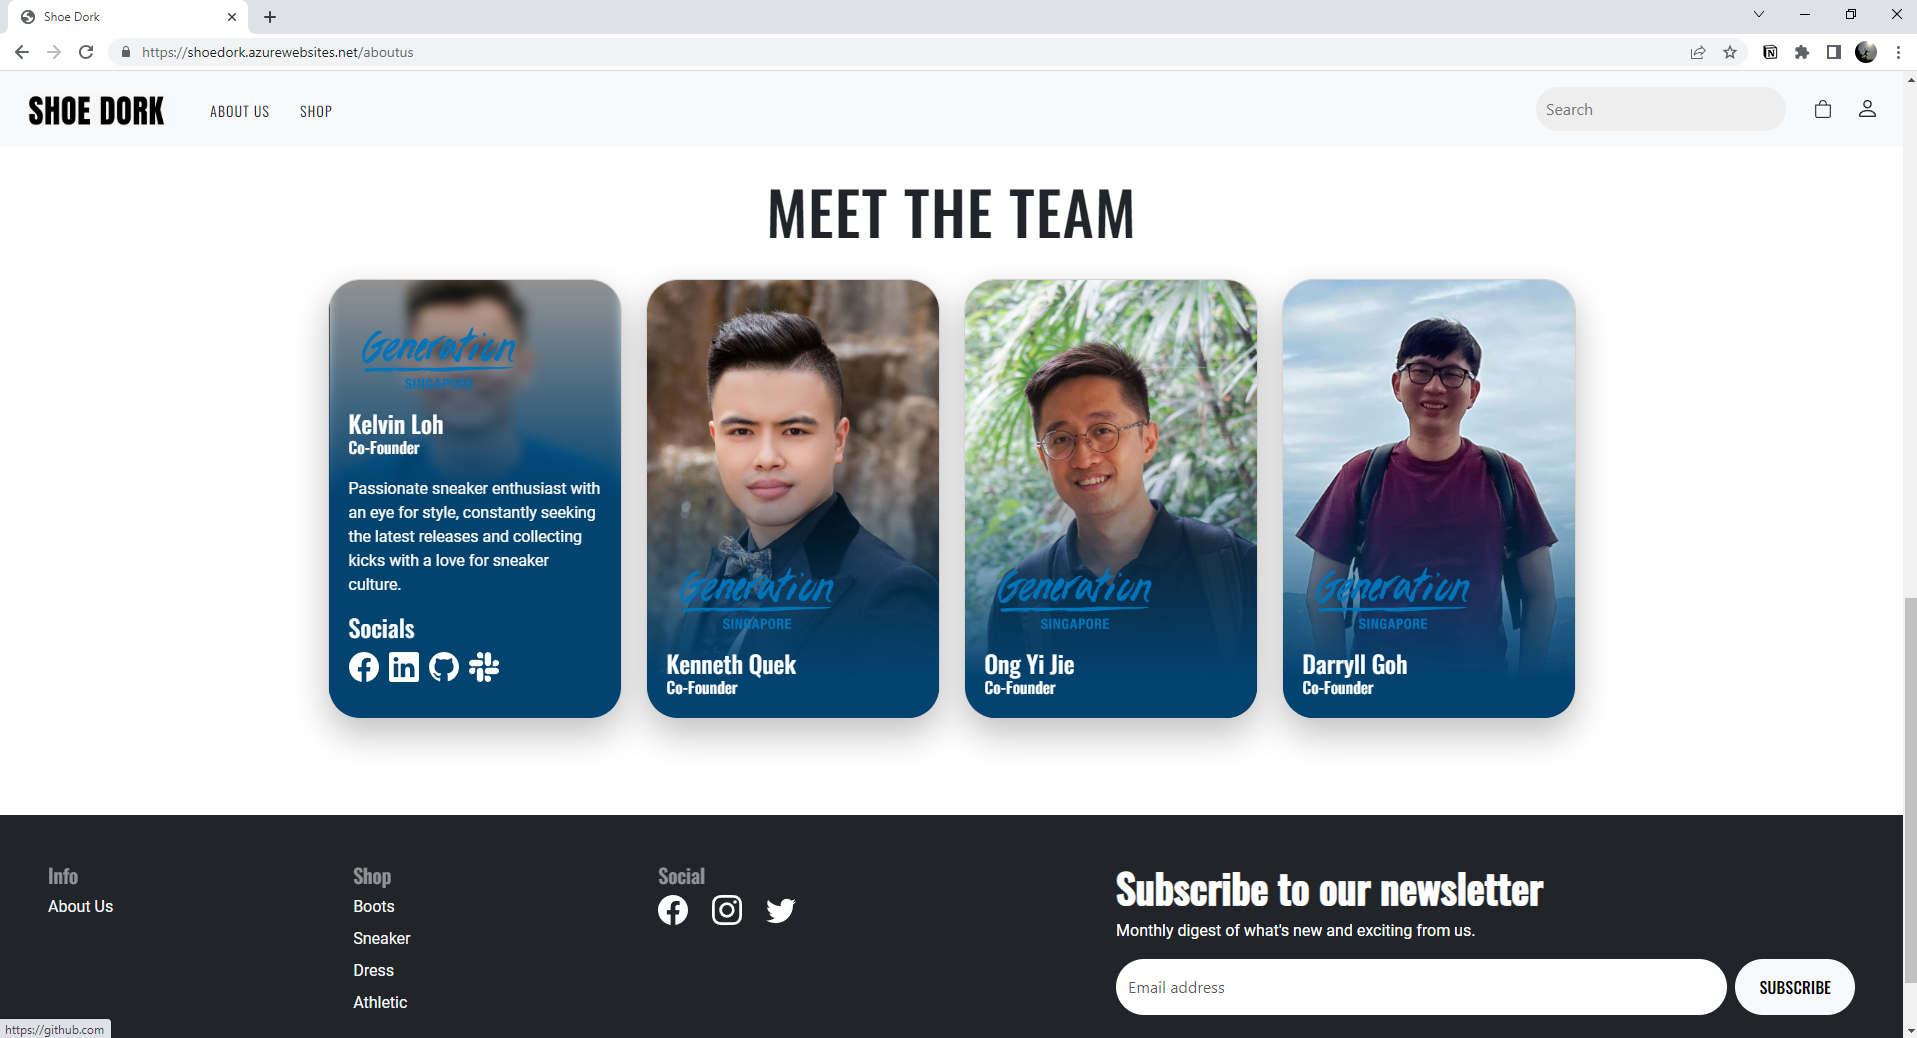 Shoe Dork
https://shoedork.azurewebsites.net/aboutus
SHOE DORK
ABOUT US
SHOP
Search
MEET THE TEAM
Generation
SINGAPORE
Kelvin Loh
Co-Founder
Passionate sneaker enthusiast with
an eye for style, constantly seeking
the latest releases and collecting
kicks with a love for sneaker
culture.
Socials
Generation
SINGAPORE
Kenneth Quek
Co-Founder
Generation
SINGAPORE
Ong Yi Jie
Co-Founder
Generation
SINGAPORE
Darryll Goh
Co-Founder
Info
About Us
Shop
Boots
Sneaker
Dress
Athletic
Social
Subscribe to our newsletter
Monthly digest of what's new and exciting from us.
Email address
SUBSCRIBE
https://github.com